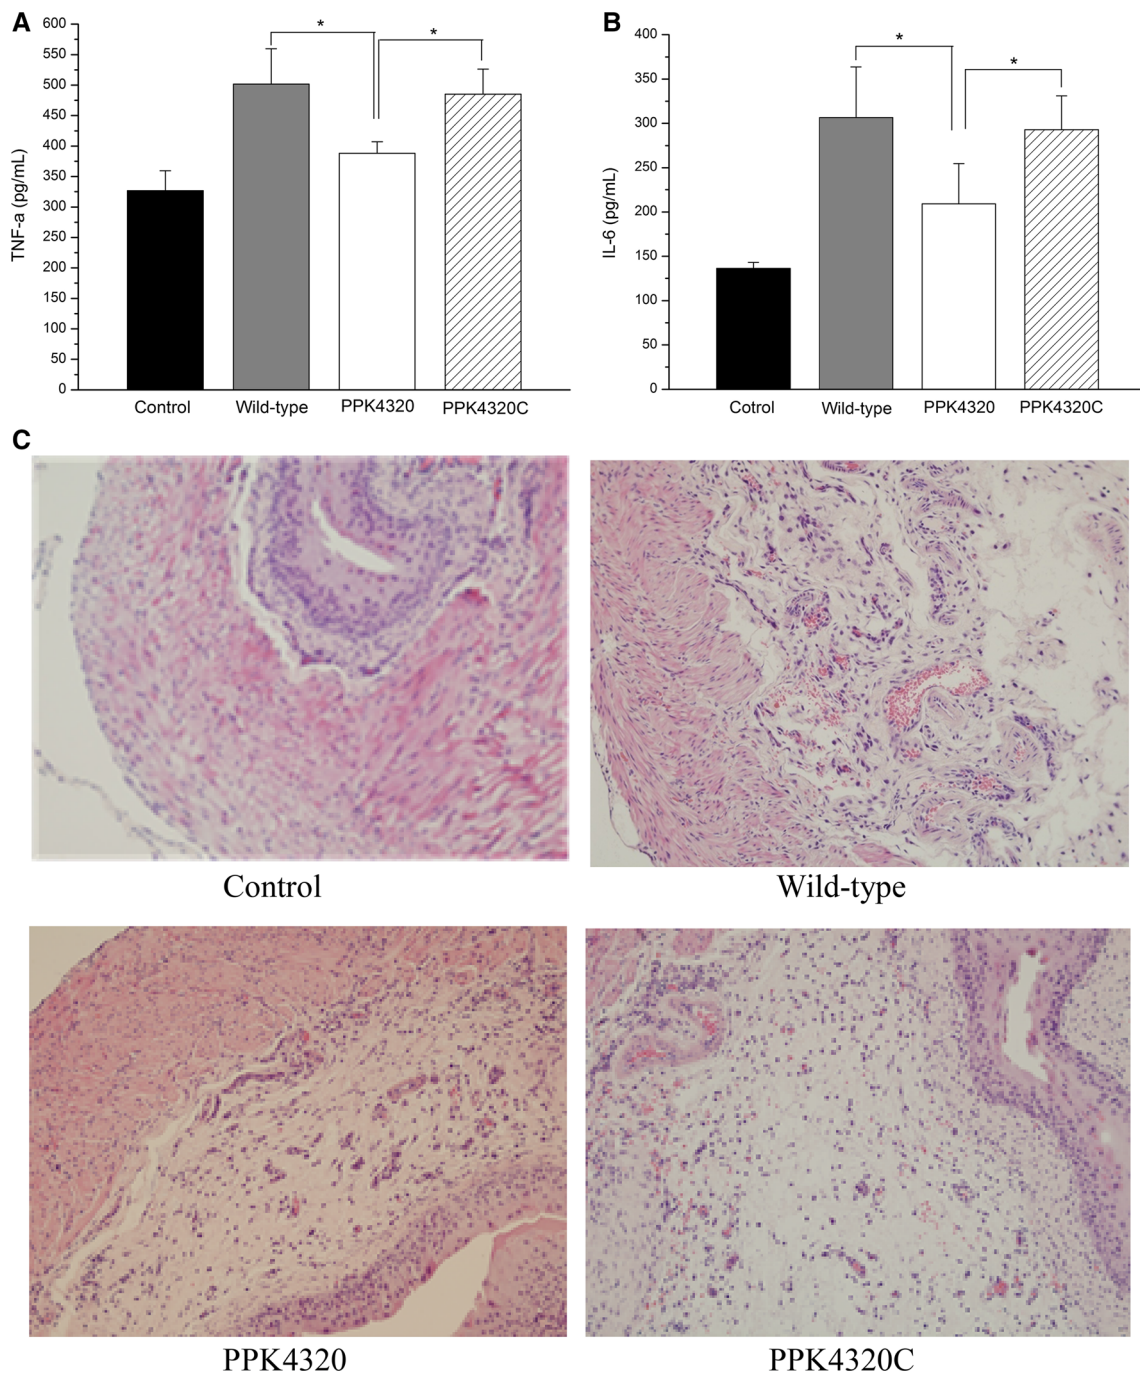 A
600
550
500
450
400
350
300
250
200
150
100
50
0
TNF-a (pg/mL)
* *
Control Wild-type PPK4320 PPK4320C
B
400
350
300
250
200
150
100
50
0
IL-6 (pg/mL)
* *
Cotrol Wild-type PPK4320 PPK4320C
C
Control Wild-type
PPK4320 PPK4320C